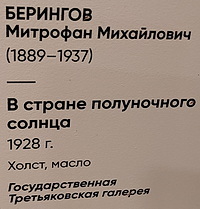 БЕРИНГОВ
Митрофан Михайлович
(1889–1937)
В стране полуночного
солнца
1928 г.
Холст, масло
Государственная
Третьяковская галерея